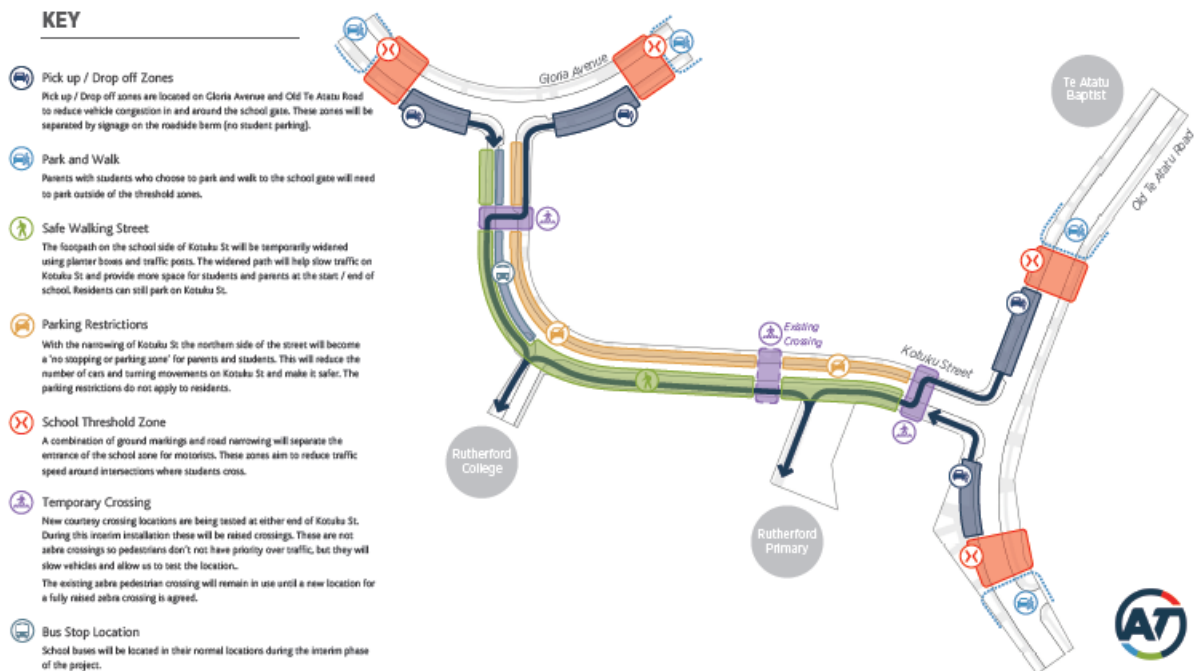 KEY
Pick up / Drop off Zones
Pick up / Drop off zones are located on Gloria Avenue and Old Te Atatu Road
to reduce vehicle congestion in and around the school gate. These zones will be
separated by signage on the roadside berm (no student parking).
Park and Walk
Parents with students who choose to park and walk to the school gate will need
to park outside of the threshold zones.
Safe Walking Street
The footpath on the school side of Kotuku St will be temporarily widened
using planter boxes and traffic posts. The widened path will help slow traffic on
Kotuku St and provide more space for students and parents at the start / end of
school. Residents can still park on Kotuku St.
Parking Restrictions
With the narrowing of Kotuku St the northern side of the street will become
a 'no stopping or parking zone' for parents and students. This will reduce the
number of cars and turning movements on Kotuku St and make it safer. The
parking restrictions do not apply to residents.
School Threshold Zone
A combination of ground markings and road narrowing will separate the
entrance of the school zone for motorists. These zones aim to reduce traffic
speed around intersections where students cross.
Temporary Crossing
New courtesy crossing locations are being tested at either end of Kotuku St.
During this interim installation these will be raised crossings. These are not
zebra crossings so pedestrians don't not have priority over traffic, but they will
slow vehicles and allow us to test the location..
The existing zebra pedestrian crossing will remain in use until a new location for
a fully raised zebra crossing is agreed.
Bus Stop Location
School buses will be located in their normal locations during the interim phase
of the project.
Gloria Avenue
Te Atatu
Baptist
Old Te Atatu Road
Existing
Crossing
Kotuku Street
Rutherford
College
Rutherford
Primary
AT